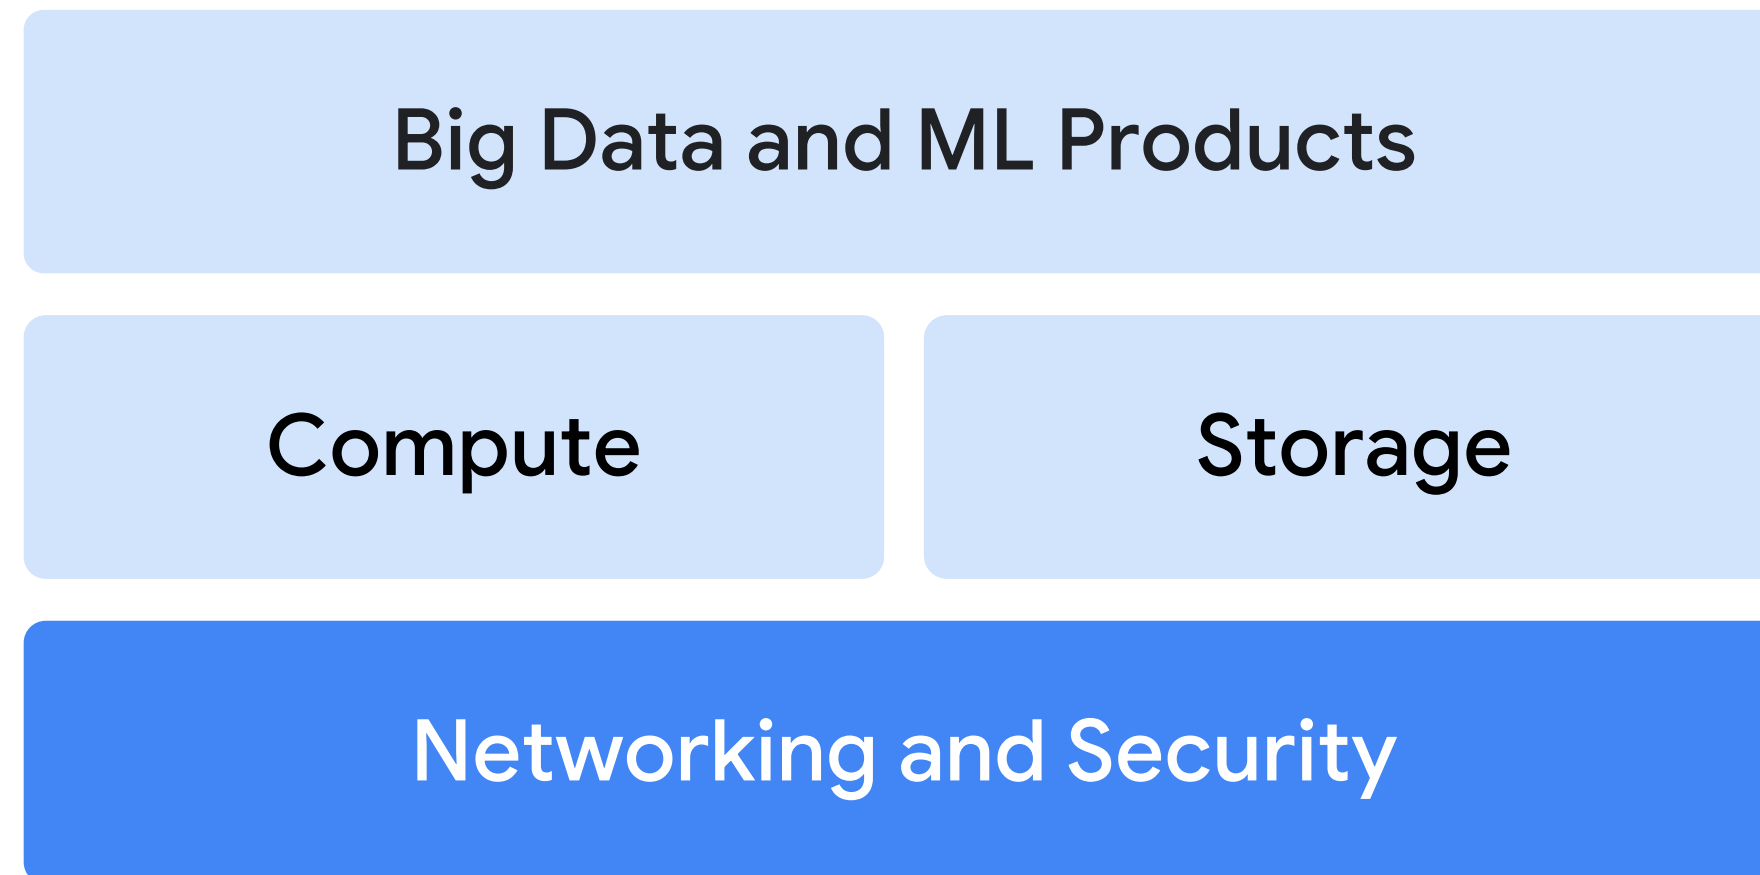 Big Data and ML Products
Compute
Storage
Networking and Security